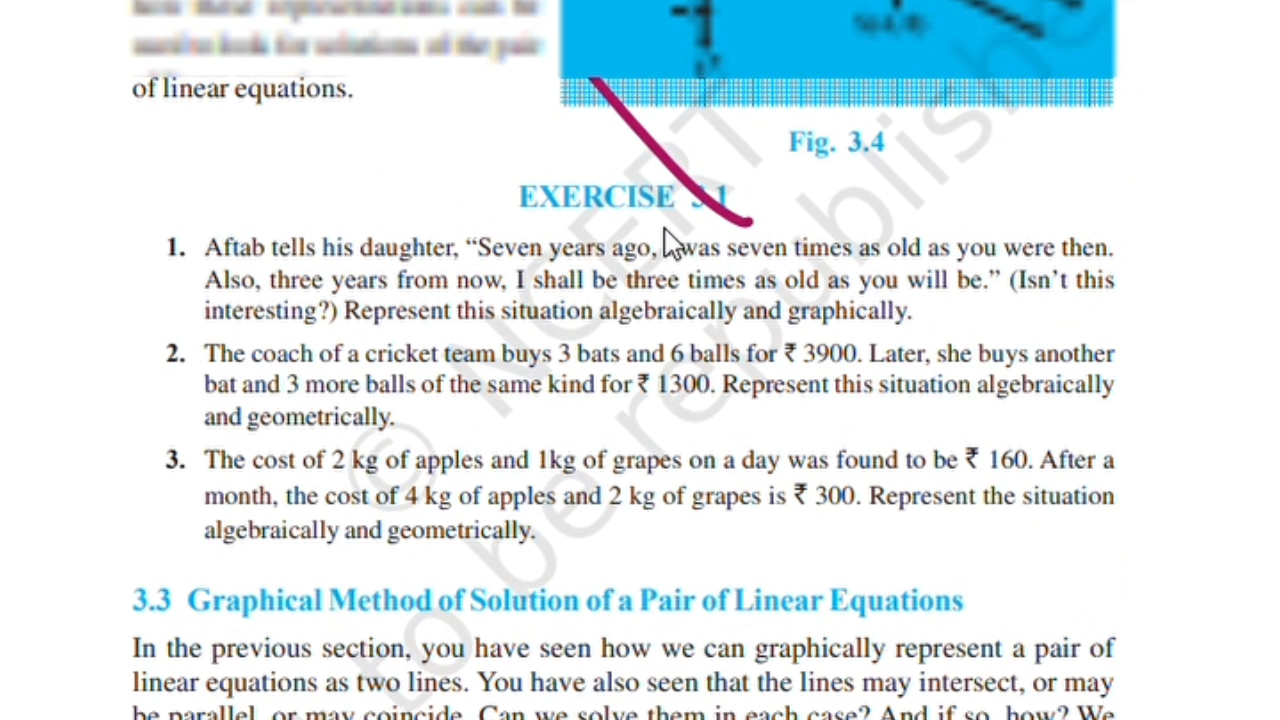 of linear equations.
Fig. 3.4
EXERCISE 3.1
1. Aftab tells his daughter, “Seven years ago, I was seven times as old as you were then.
Also, three years from now, I shall be three times as old as you will be.” (Isn’t this
interesting?) Represent this situation algebraically and graphically.
2. The coach of a cricket team buys 3 bats and 6 balls for ₹ 3900. Later, she buys another
bat and 3 more balls of the same kind for ₹ 1300. Represent this situation algebraically
and geometrically.
3. The cost of 2 kg of apples and 1kg of grapes on a day was found to be ₹ 160. After a
month, the cost of 4 kg of apples and 2 kg of grapes is ₹ 300. Represent the situation
algebraically and geometrically.
3.3 Graphical Method of Solution of a Pair of Linear Equations
In the previous section, you have seen how we can graphically represent a pair of
linear equations as two lines. You have also seen that the lines may intersect, or may
be parallel, or may coincide. Can we solve them in each case? And if so, how? We
© NCERT
to be republishe